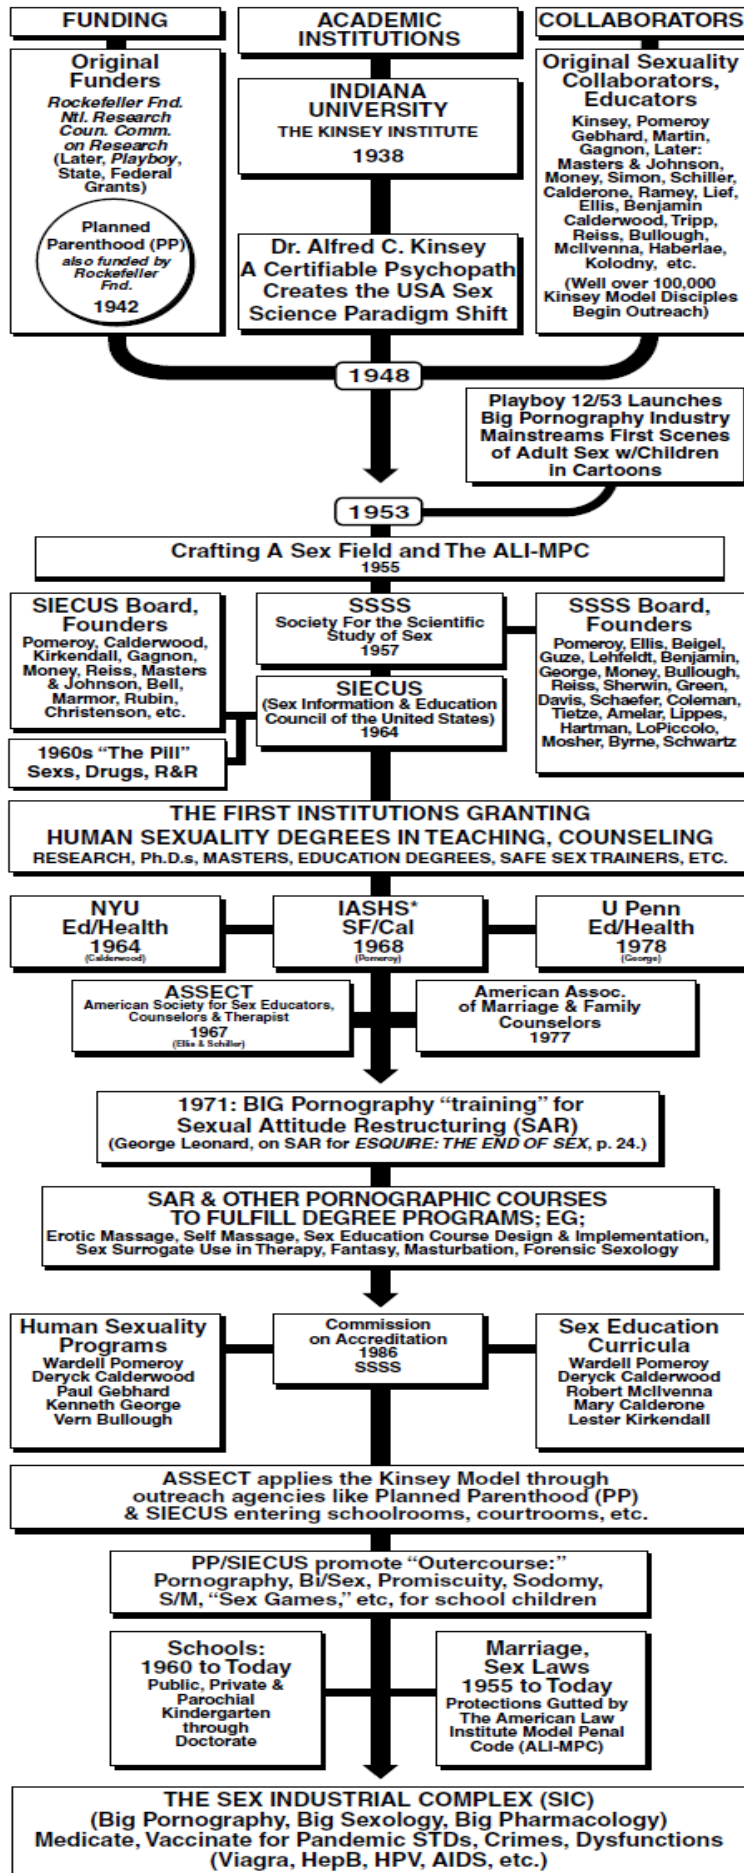 FUNDING
ACADEMIC
INSTITUTIONS
COLLABORATORS
Original
Funders
Rockefeller Fnd.
Ntl. Research
Coun. Comm.
on Research
(Later, Playboy,
State, Federal
Grants)
Planned
Parenthood (PP)
also funded by
Rockefeller
Fnd.
1942
INDIANA
UNIVERSITY
THE KINSEY INSTITUTE
1938
Dr. Alfred C. Kinsey
A Certifiable Psychopath
Creates the USA Sex
Science Paradigm Shift
Original Sexuality
Collaborators,
Educators
Kinsey, Pomeroy
Gebhard, Martin,
Gagnon, Later:
Masters & Johnson,
Money, Simon, Schiller,
Calderone, Ramey, Lief,
Ellis, Benjamin
Calderwood, Tripp,
Reiss, Bullough,
McIlvenna, Haberlae,
Kolodny, etc.
(Well over 100,000
Kinsey Model Disciples
Begin Outreach)
1948
Playboy 12/53 Launches
Big Pornography Industry
Mainstreams First Scenes
of Adult Sex w/Children
in Cartoons
1953
Crafting A Sex Field and The ALI-MPC
1955
SIECUS Board,
Founders
Pomeroy, Calderwood,
Kirkendall, Gagnon,
Money, Reiss, Masters
& Johnson, Bell,
Marmor, Rubin,
Christenson, etc.
1960s "The Pill"
Sexs, Drugs, R&R
SSSS
Society For the Scientific
Study of Sex
1957
SIECUS
(Sex Information & Education
Council of the United States)
1964
SSSS Board,
Founders
Pomeroy, Ellis, Beigel,
Guze, Lehfeldt, Benjamin,
George, Money, Bullough,
Reiss, Sherwin, Green,
Davis, Schaefer, Coleman,
Tietze, Amelar, Lippes,
Hartman, LoPiccolo,
Mosher, Byrne, Schwartz
THE FIRST INSTITUTIONS GRANTING
HUMAN SEXUALITY DEGREES IN TEACHING, COUNSELING
RESEARCH, Ph.D.s, MASTERS, EDUCATION DEGREES, SAFE SEX TRAINERS, ETC.
NYU
Ed/Health
1964
(Calderwood)
IASHS*
SF/Cal
1968
(Pomeroy)
U Penn
Ed/Health
1978
(George)
ASSECT
American Society for Sex Educators,
Counselors & Therapist
1967
(Ellis & Schiller)
American Assoc.
of Marriage & Family
Counselors
1977
1971: BIG Pornography "training" for
Sexual Attitude Restructuring (SAR)
(George Leonard, on SAR for ESQUIRE: THE END OF SEX, p. 24.)
SAR & OTHER PORNOGRAPHIC COURSES
TO FULFILL DEGREE PROGRAMS; EG;
Erotic Massage, Self Massage, Sex Education Course Design & Implementation,
Sex Surrogate Use in Therapy, Fantasy, Masturbation, Forensic Sexology
Human Sexuality
Programs
Wardell Pomeroy
Deryck Calderwood
Paul Gebhard
Kenneth George
Vern Bullough
Commission
on Accreditation
1986
SSSS
Sex Education
Curricula
Wardell Pomeroy
Deryck Calderwood
Robert McIlvenna
Mary Calderone
Lester Kirkendall
ASSECT applies the Kinsey Model through
outreach agencies like Planned Parenthood (PP)
& SIECUS entering schoolrooms, courtrooms, etc.
PP/SIECUS promote "Outercourse:"
Pornography, Bi/Sex, Promiscuity, Sodomy,
S/M, "Sex Games," etc, for school children
Schools:
1960 to Today
Public, Private &
Parochial
Kindergarten
through
Doctorate
Marriage,
Sex Laws
1955 to Today
Protections Gutted by
The American Law
Institute Model Penal
Code (ALI-MPC)
THE SEX INDUSTRIAL COMPLEX (SIC)
(Big Pornography, Big Sexology, Big Pharmacology)
Medicate, Vaccinate for Pandemic STDs, Crimes, Dysfunctions
(Viagra, HepB, HPV, AIDS, etc.)